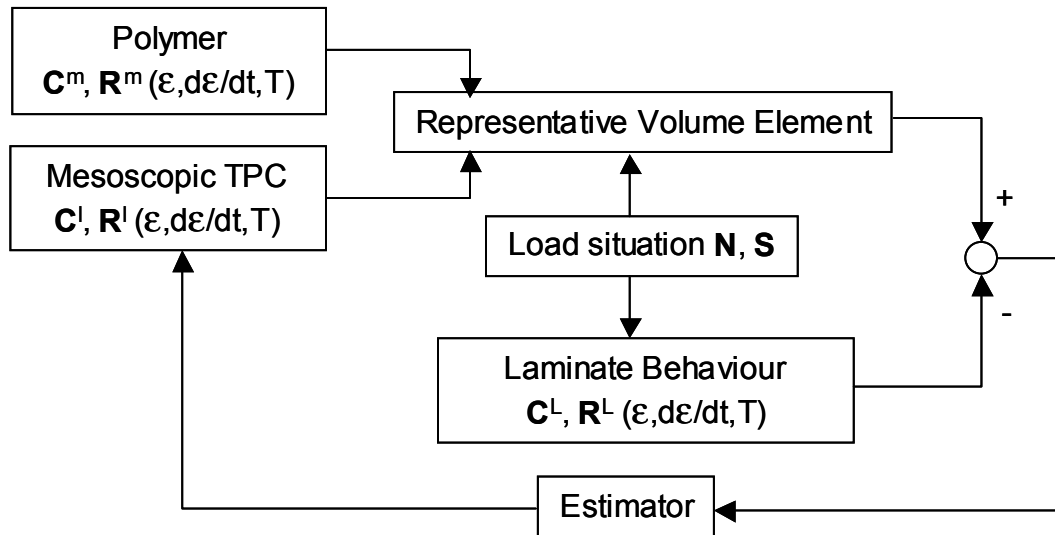 Polymer
Cᵐ, Rᵐ (ε,dε/dt,T)
Representative Volume Element
Mesoscopic TPC
Cˡ, Rˡ (ε,dε/dt,T)
+
Load situation N, S
-
Laminate Behaviour
Cᴸ, Rᴸ (ε,dε/dt,T)
Estimator